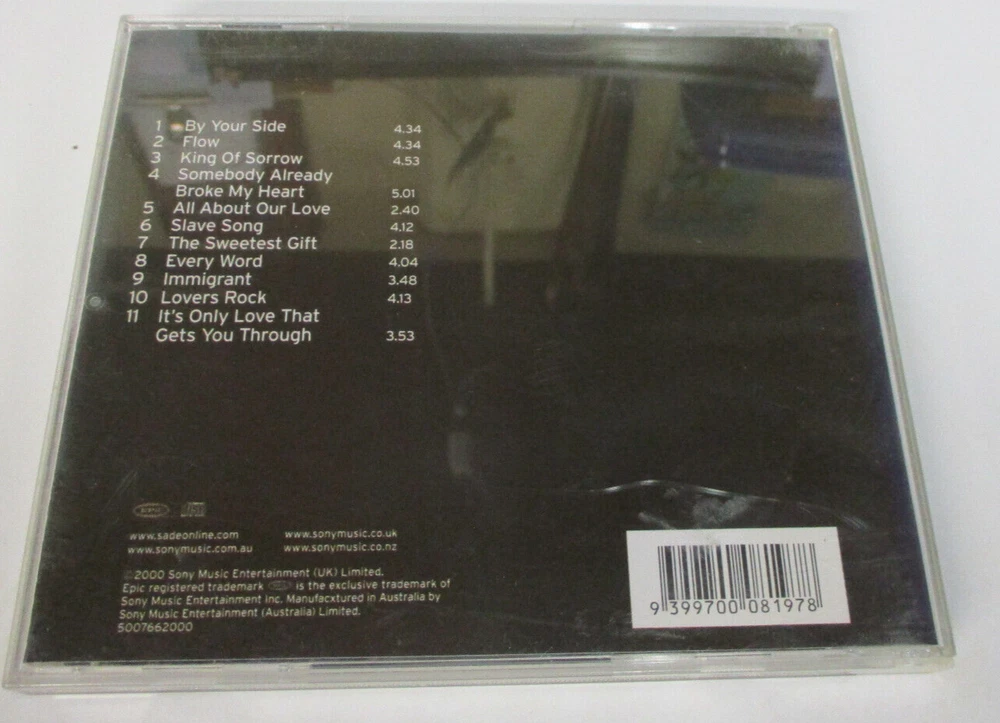 1 By Your Side 4.34
2 Flow 4.34
3 King Of Sorrow 4.53
4 Somebody Already
Broke My Heart 5.01
5 All About Our Love 2.40
6 Slave Song 4.12
7 The Sweetest Gift 2.18
8 Every Word 4.04
9 Immigrant 3.48
10 Lovers Rock 4.13
11 It's Only Love That
Gets You Through 3.53
www.sadeonline.com www.sonymusic.co.uk
www.sonymusic.com.au www.sonymusic.co.nz
©2000 Sony Music Entertainment (UK) Limited.
Epic registered trademark is the exclusive trademark of
Sony Music Entertainment Inc. Manufacxtured in Australia by
Sony Music Entertainment (Australia) Limited.
5007662000
9 399700 081978